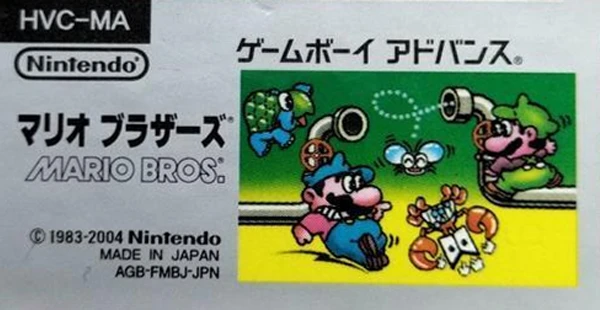 HVC-MA
Nintendo®
ゲームボーイ アドバンス®
マリオ ブラザーズ®
MARIO BROS.®
© 1983-2004 Nintendo
MADE IN JAPAN
AGB-FMBJ-JPN